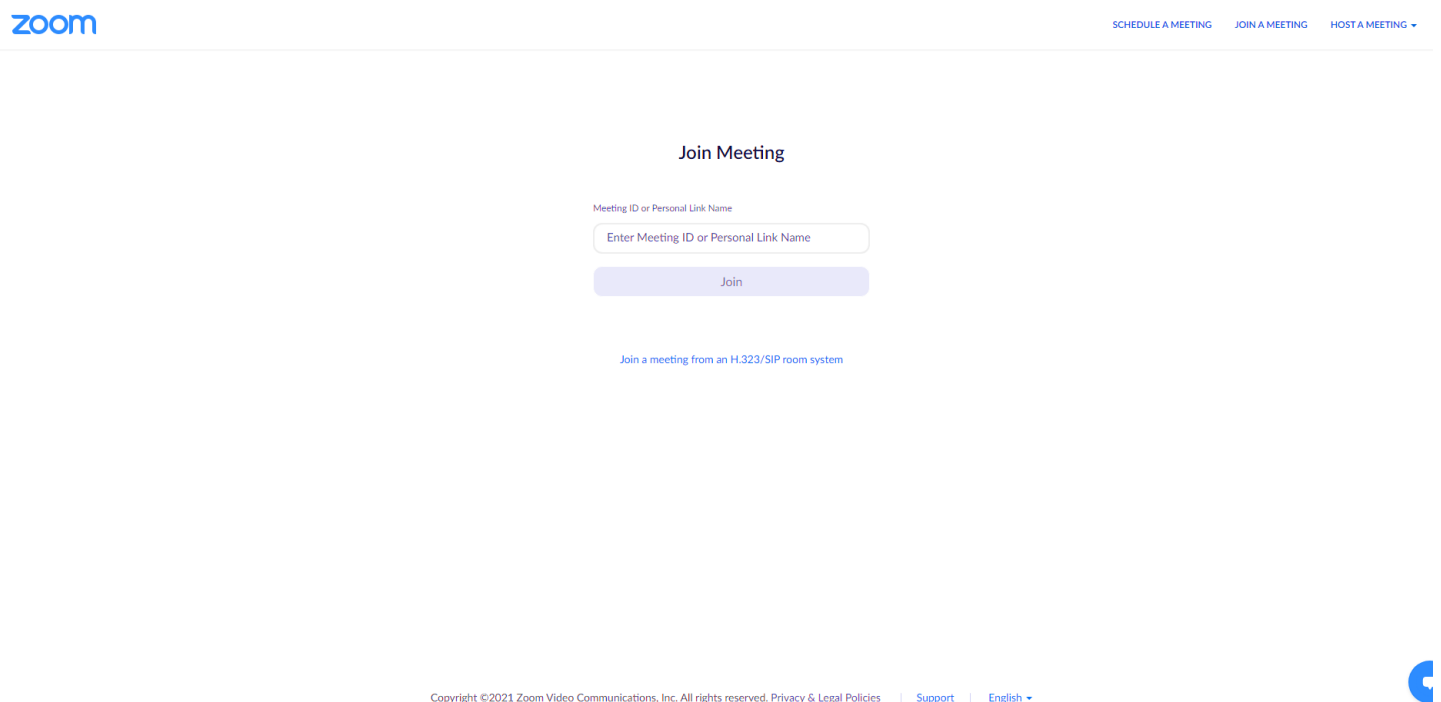 zoom
SCHEDULE A MEETING JOIN A MEETING HOST A MEETING
Join Meeting
Meeting ID or Personal Link Name
Enter Meeting ID or Personal Link Name
Join
Join a meeting from an H.323/SIP room system
Copyright ©2021 Zoom Video Communications, Inc. All rights reserved. Privacy & Legal Policies | Support | English